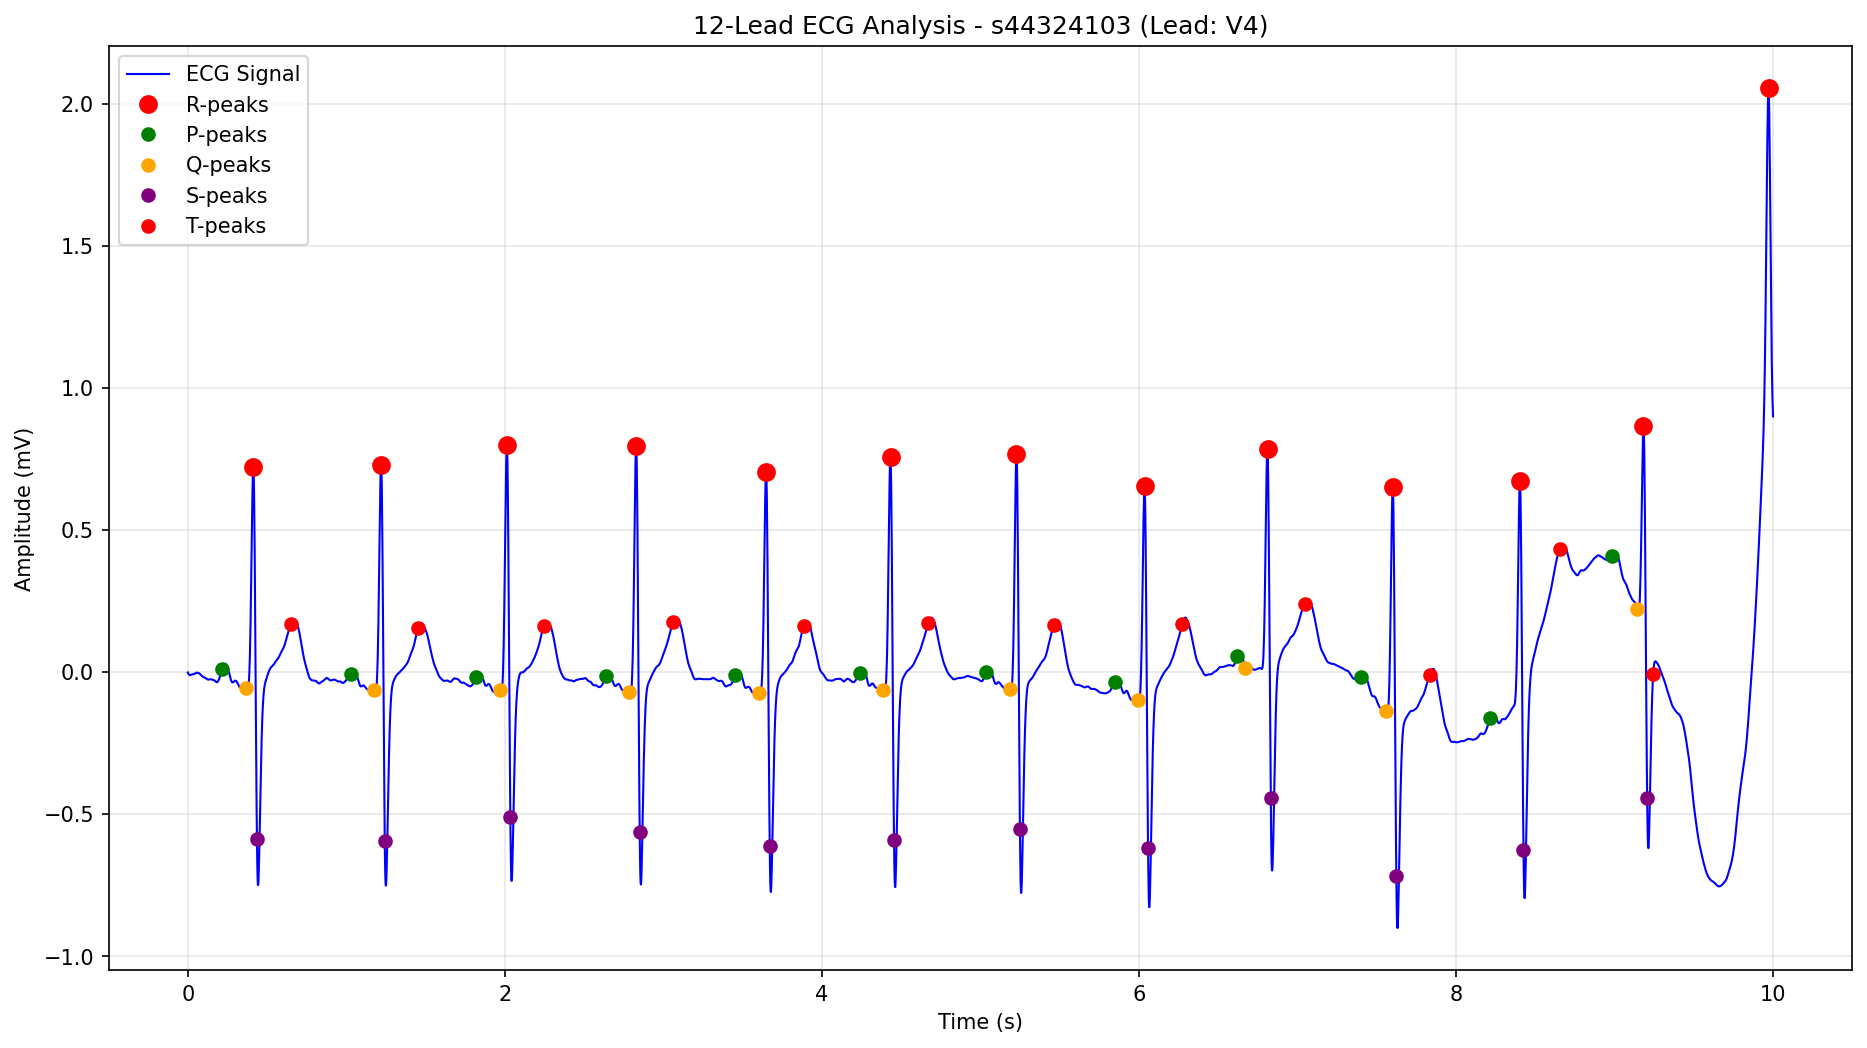 12-Lead ECG Analysis - s44324103 (Lead: V4)
ECG Signal
R-peaks
P-peaks
Q-peaks
S-peaks
T-peaks
2.0
1.5
1.0
0.5
0.0
−0.5
−1.0
Amplitude (mV)
0 2 4 6 8 10
Time (s)